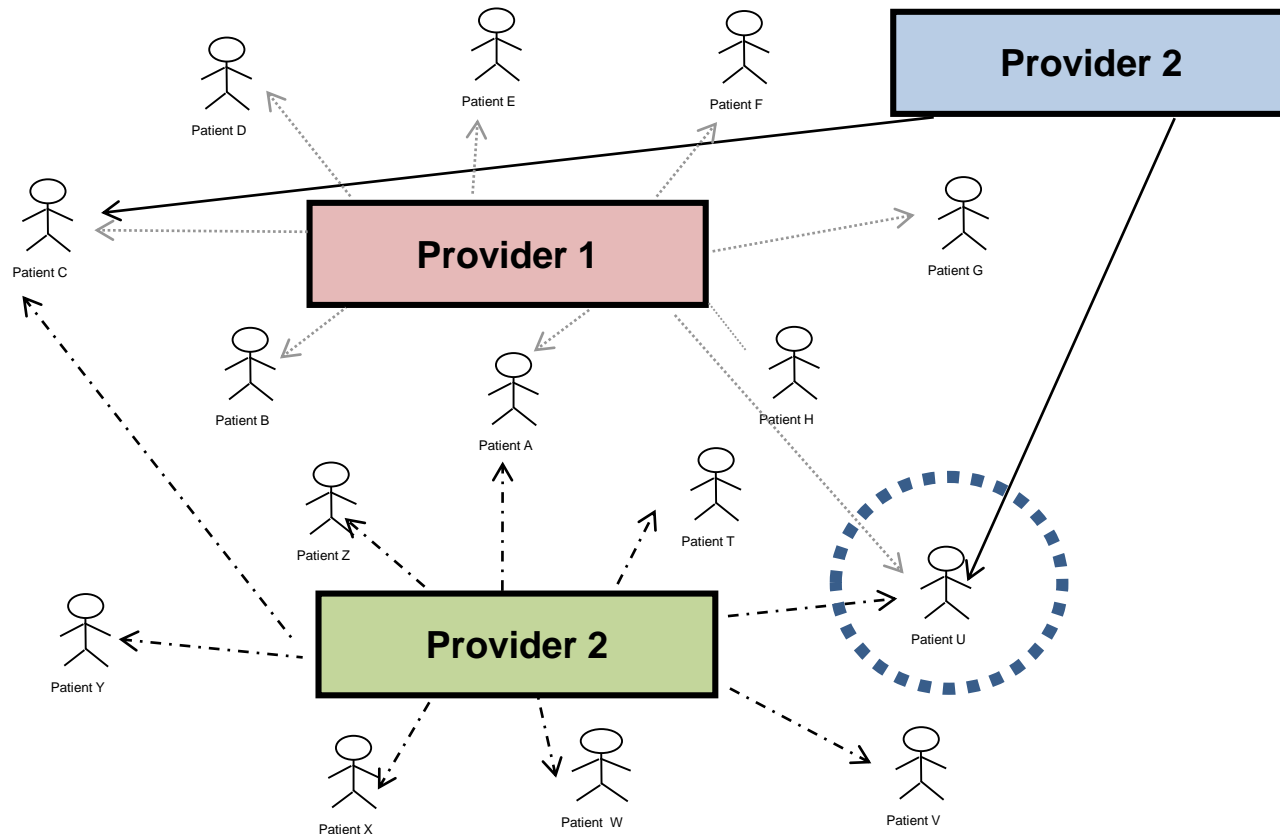 Patient E
Patient F
Provider 2
Patient D
Provider 1
Patient C
Patient G
Patient B
Patient H
Patient A
Patient Z
Patient T
Provider 2
Patient U
Patient Y
Patient X
Patient W
Patient V